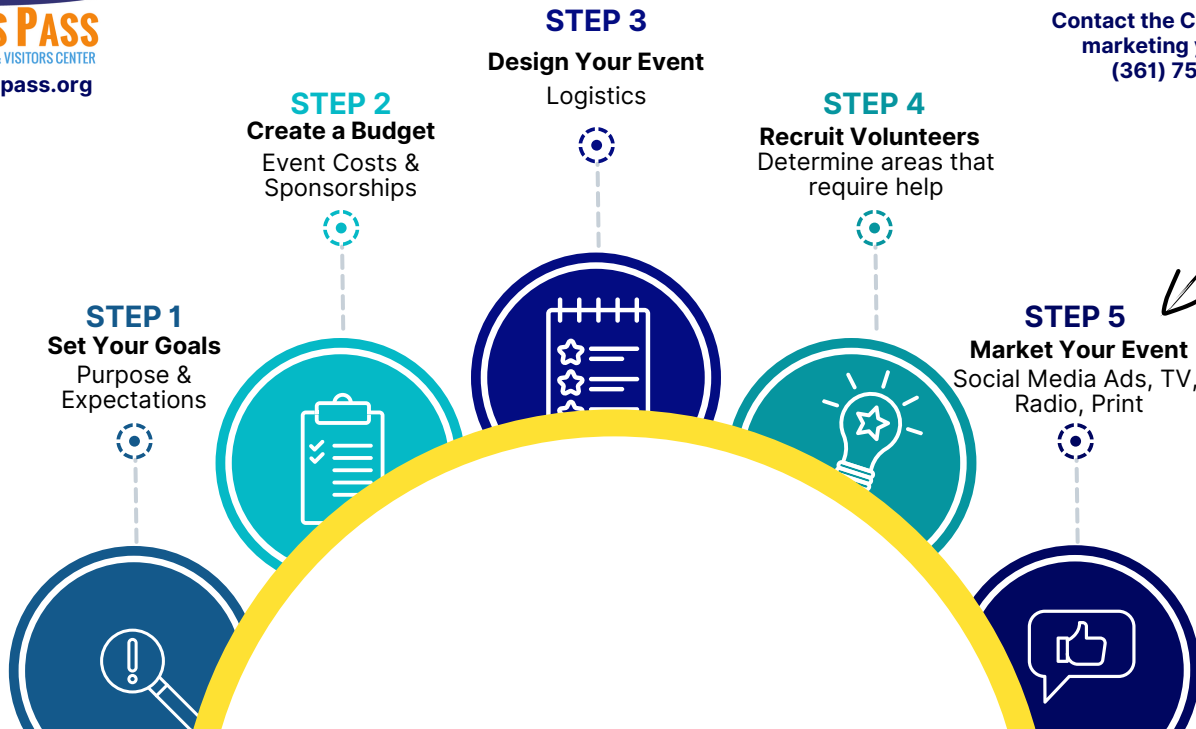 S PASS
& VISITORS CENTER
pass.org
Contact the C
marketing y
(361) 75
STEP 1
Set Your Goals
Purpose &
Expectations
STEP 2
Create a Budget
Event Costs &
Sponsorships
STEP 3
Design Your Event
Logistics
STEP 4
Recruit Volunteers
Determine areas that
require help
STEP 5
Market Your Event
Social Media Ads, TV,
Radio, Print